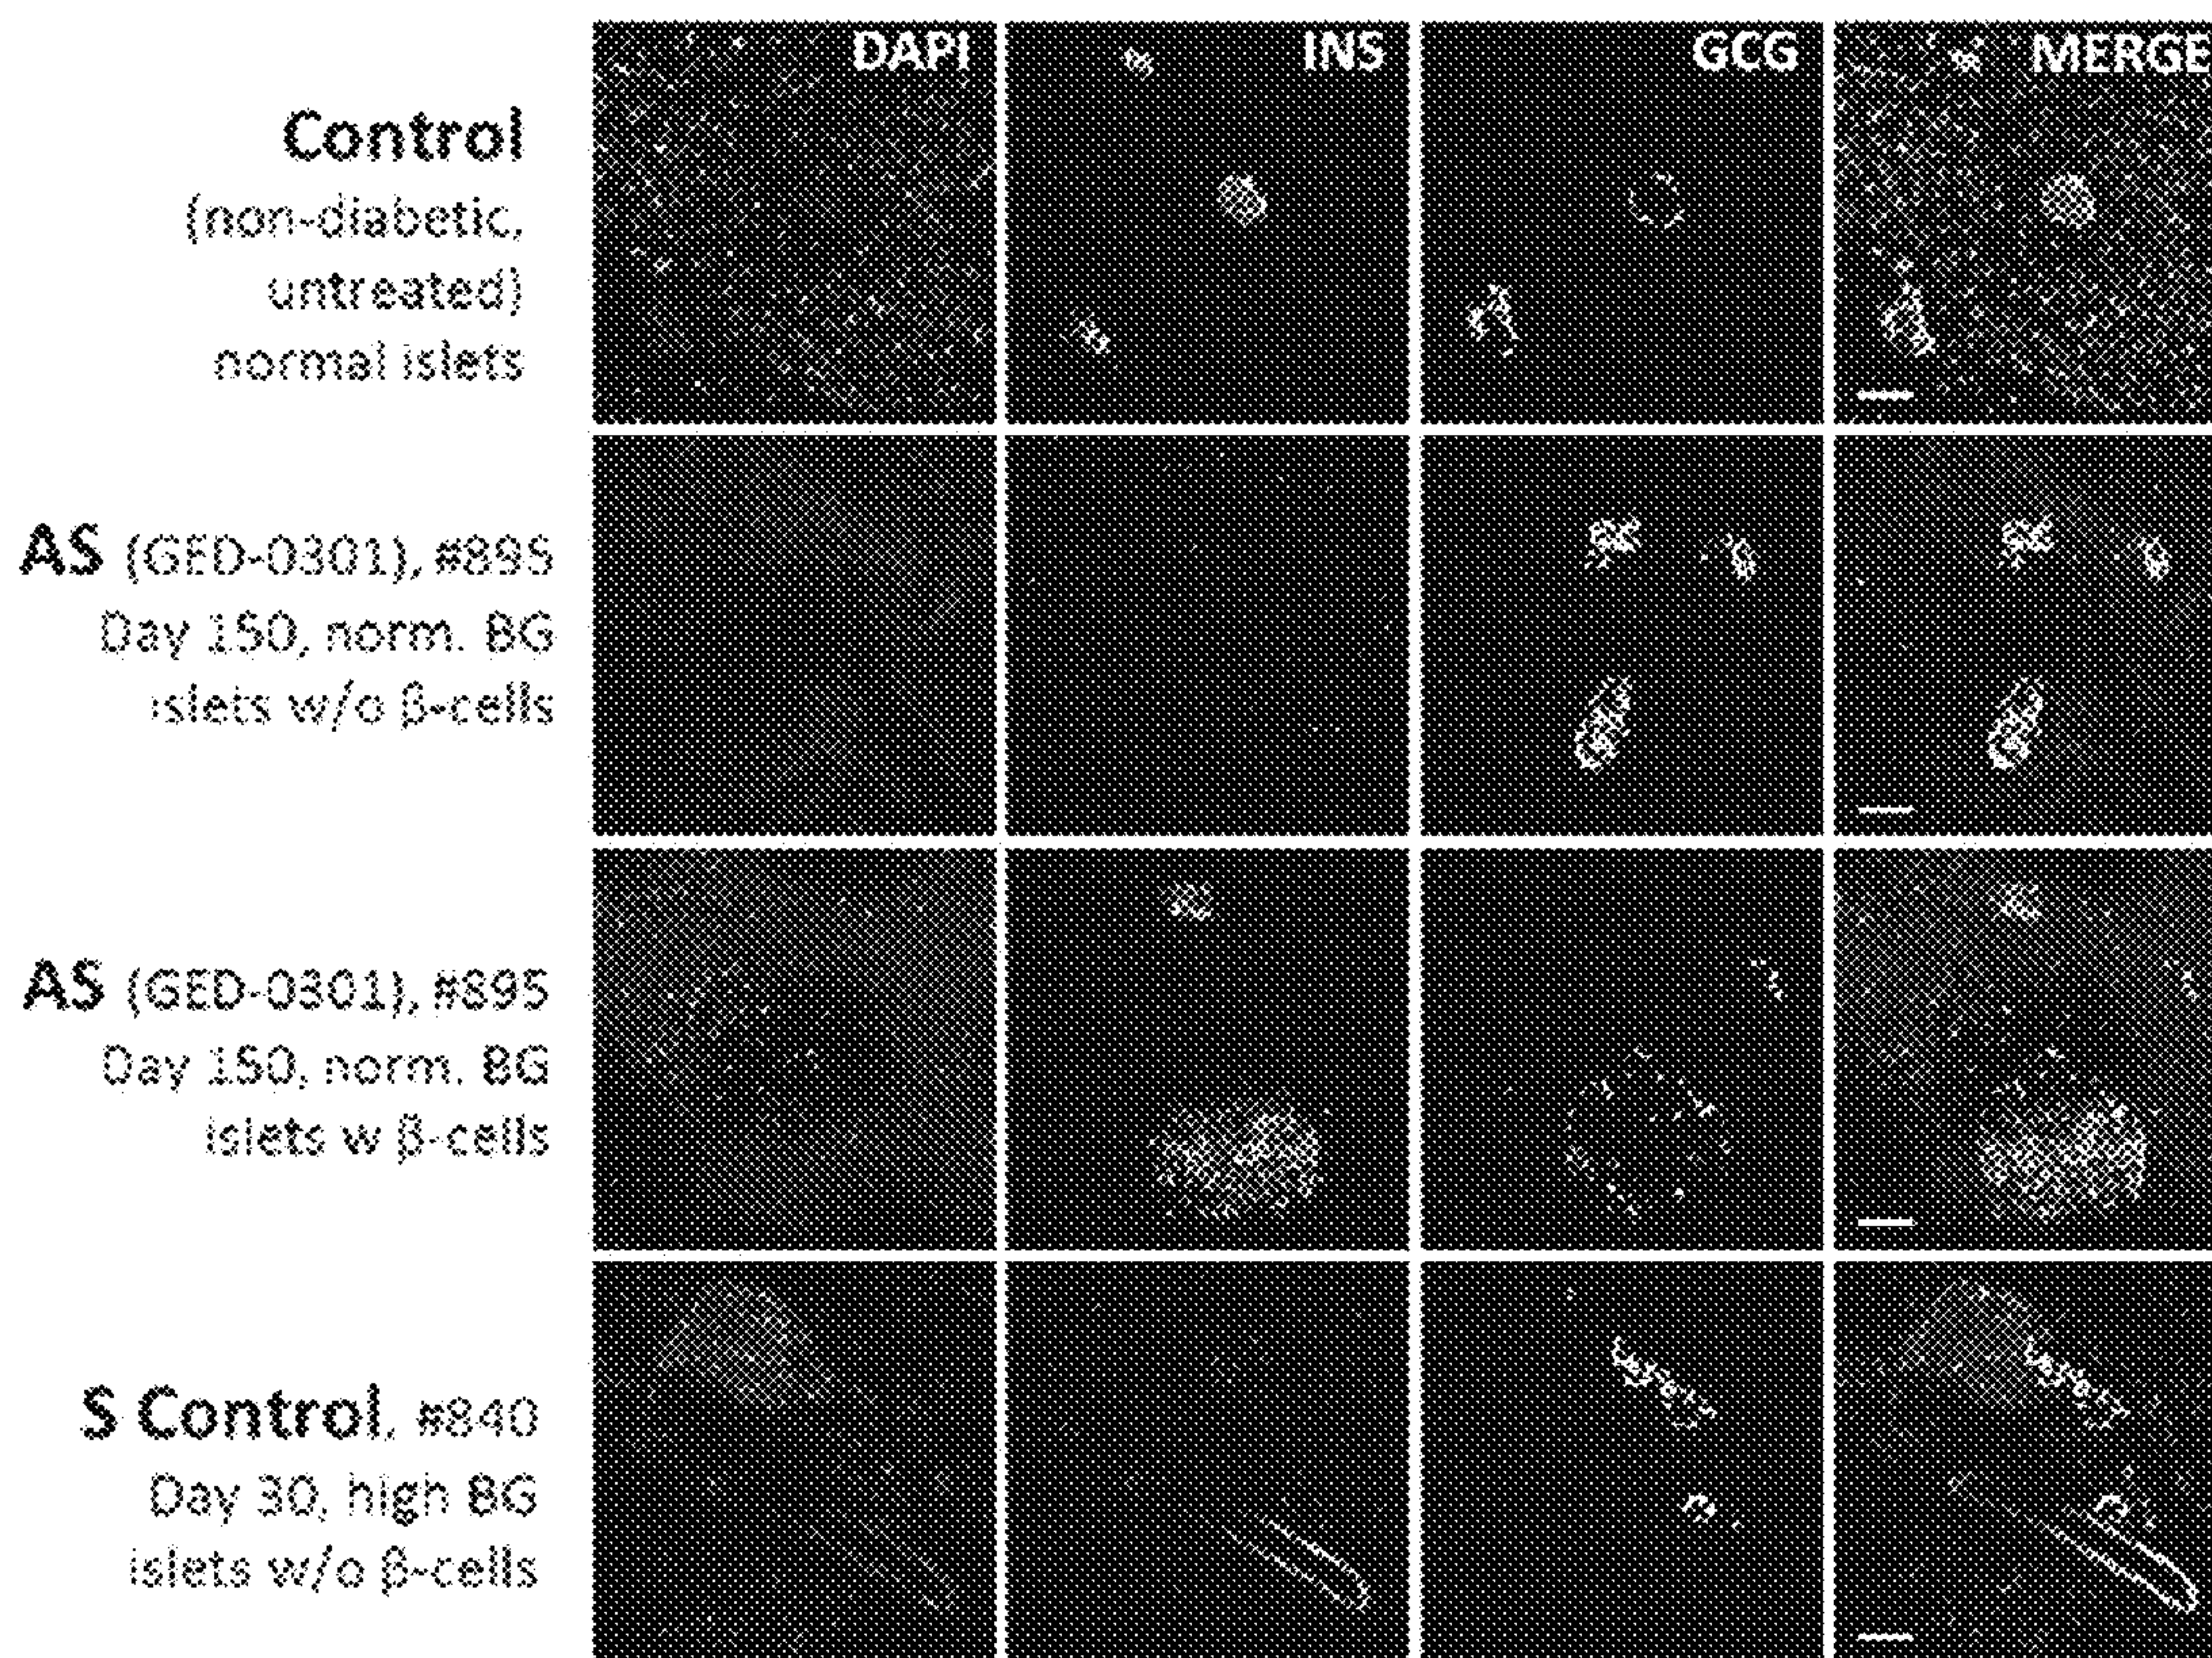 DAPI
INS
GCG
MERGE
Control
(non-diabetic,
untreated)
normal islets
AS (GED-0301), #895
Day 150, norm. BG
islets w/o β-cells
AS (GED-0301), #895
Day 150, norm. BG
islets w β-cells
S Control, #840
Day 30, high BG
islets w/o β-cells